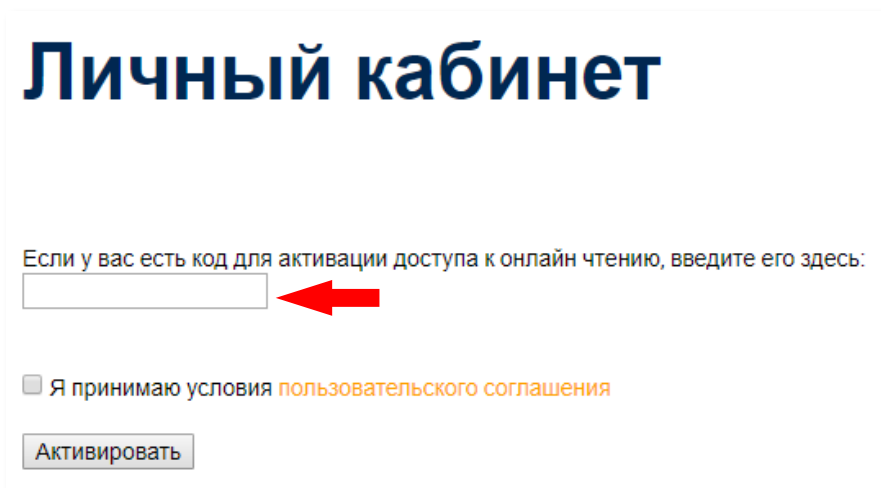 Личный кабинет
Если у вас есть код для активации доступа к онлайн чтению, введите его здесь:
Я принимаю условия пользовательского соглашения
Активировать